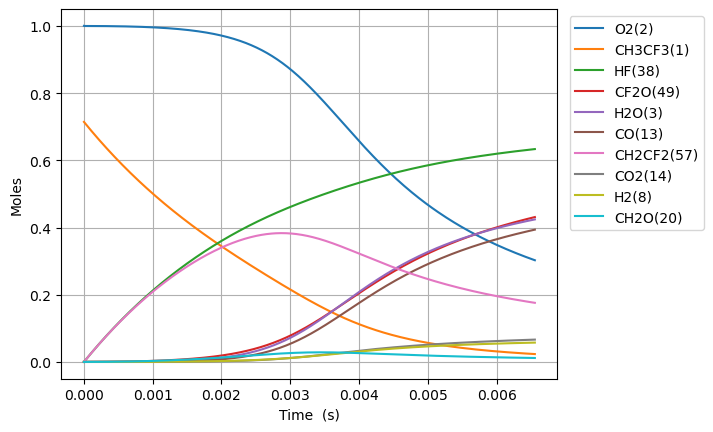 1.0
0.8
0.6
0.4
0.2
0.0
Moles
0.000
0.001
0.002
0.003
0.004
0.005
0.006
Time (s)
O2(2)
CH3CF3(1)
HF(38)
CF2O(49)
H2O(3)
CO(13)
CH2CF2(57)
CO2(14)
H2(8)
CH2O(20)